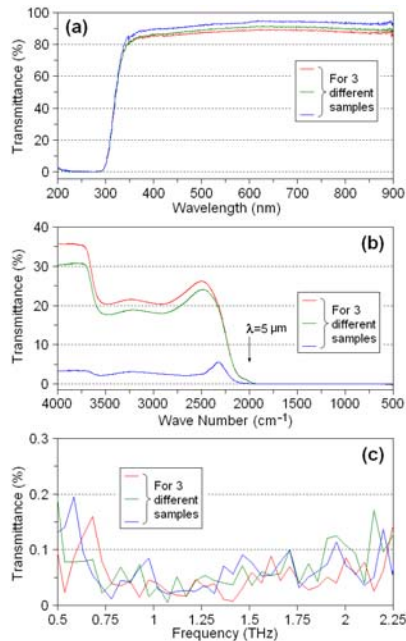 (a)
Transmittance (%)
100
80
60
40
20
0
For 3
different
samples
200 300 400 500 600 700 800 900
Wavelength (nm)
(b)
Transmittance (%)
40
30
20
10
0
For 3
different
samples
λ=5 µm
4000 3500 3000 2500 2000 1500 1000 500
Wave Number (cm⁻¹)
(c)
Transmittance (%)
0.3
0.2
0.1
0
For 3
different
samples
0.5 0.75 1 1.25 1.5 1.75 2 2.25
Frequency (THz)